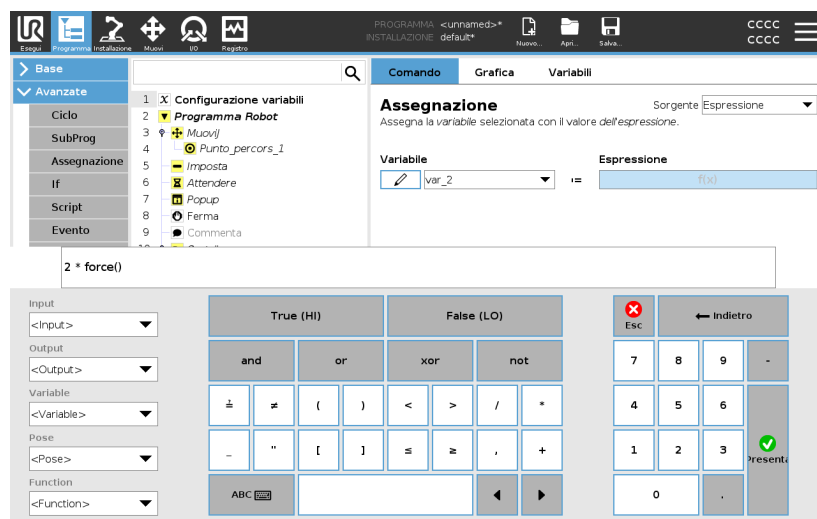 PROGRAMMA <unnamed>*
INSTALLAZIONE default*
CCCC
CCCC
Esegui Programma Installazione Muovi I/O Registro Nuovo... Apri... Salva...
Base
Avanzate
Ciclo
SubProg
Assegnazione
If
Script
Evento
1 X Configurazione variabili
2 Programma Robot
3 MuoviJ
4 Punto_percors_1
5 Imposta
6 Attendere
7 Popup
8 Ferma
9 Commenta
Comando Grafica Variabili
Assegnazione
Sorgente Espressione
Assegna la variabile selezionata con il valore dell'espressione.
Variabile Espressione
var_2 := f(x)
2 * force()
Input
<Input>
Output
<Output>
Variable
<Variable>
Pose
<Pose>
Function
<Function>
True (HI) False (LO)
and or xor not
≟ ≠ ( ) < > / *
_ " [ ] ≤ ≥ , +
ABC
Esc Indietro
7 8 9 -
4 5 6
1 2 3 Presenta
0 .